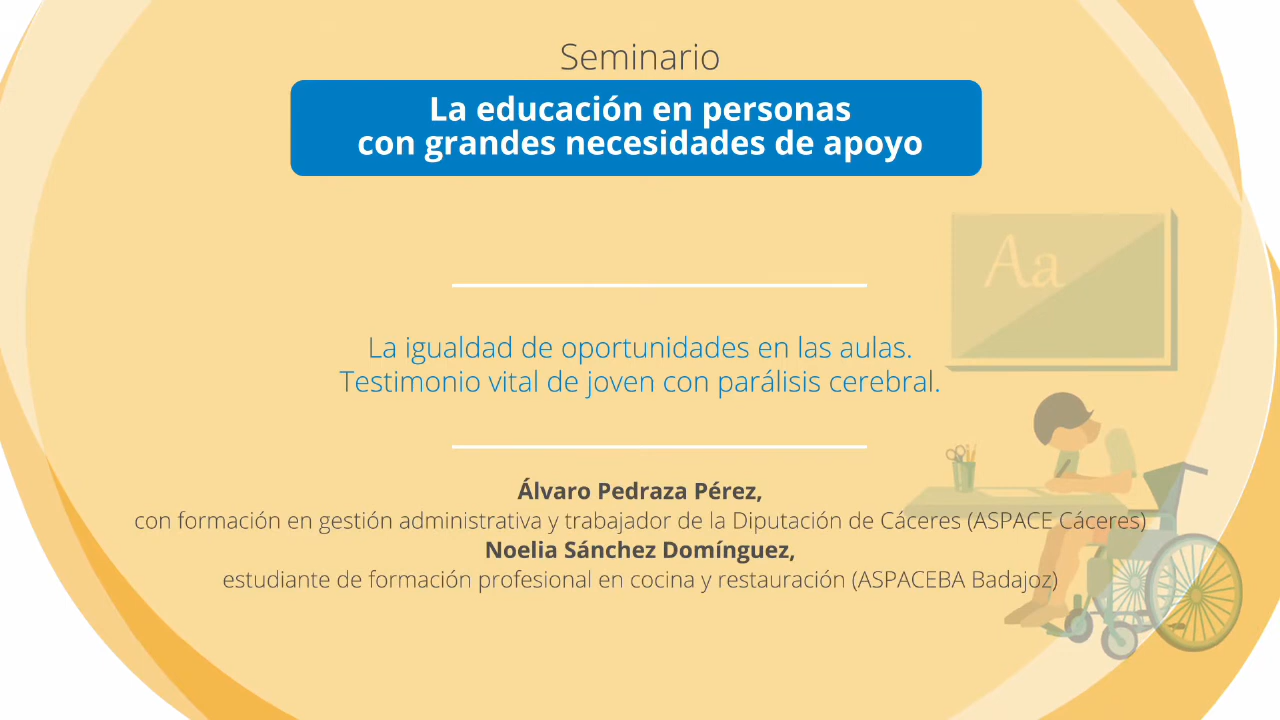 Seminario
La educación en personas
con grandes necesidades de apoyo
Aa
La igualdad de oportunidades en las aulas.
Testimonio vital de joven con parálisis cerebral.
Álvaro Pedraza Pérez,
con formación en gestión administrativa y trabajador de la Diputación de Cáceres (ASPACE Cáceres)
Noelia Sánchez Domínguez,
estudiante de formación profesional en cocina y restauración (ASPACEBA Badajoz)